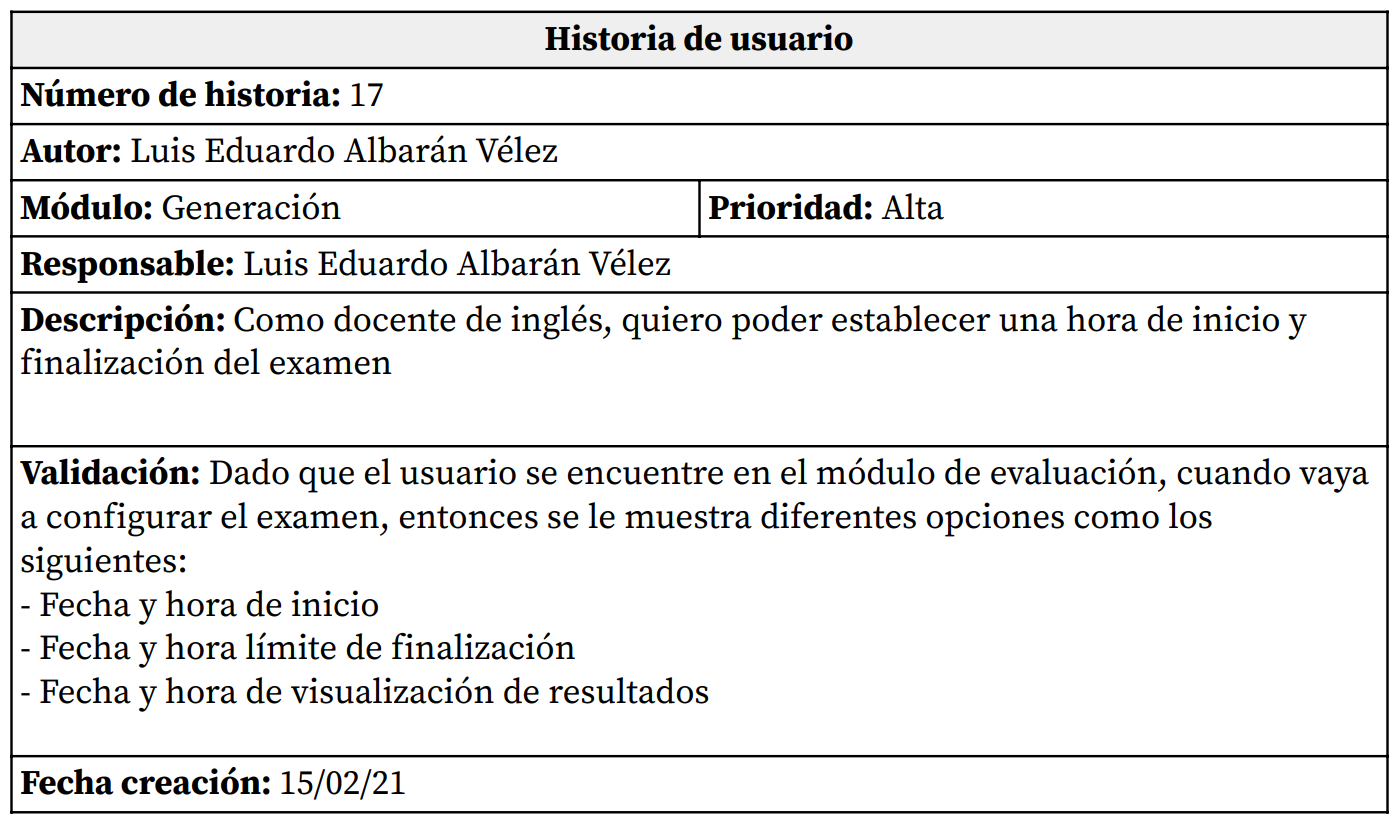 Historia de usuario
Número de historia: 17
Autor: Luis Eduardo Albarán Vélez
Módulo: Generación
Prioridad: Alta
Responsable: Luis Eduardo Albarán Vélez
Descripción: Como docente de inglés, quiero poder establecer una hora de inicio y
finalización del examen
Validación: Dado que el usuario se encuentre en el módulo de evaluación, cuando vaya
a configurar el examen, entonces se le muestra diferentes opciones como los
siguientes:
- Fecha y hora de inicio
- Fecha y hora límite de finalización
- Fecha y hora de visualización de resultados
Fecha creación: 15/02/21